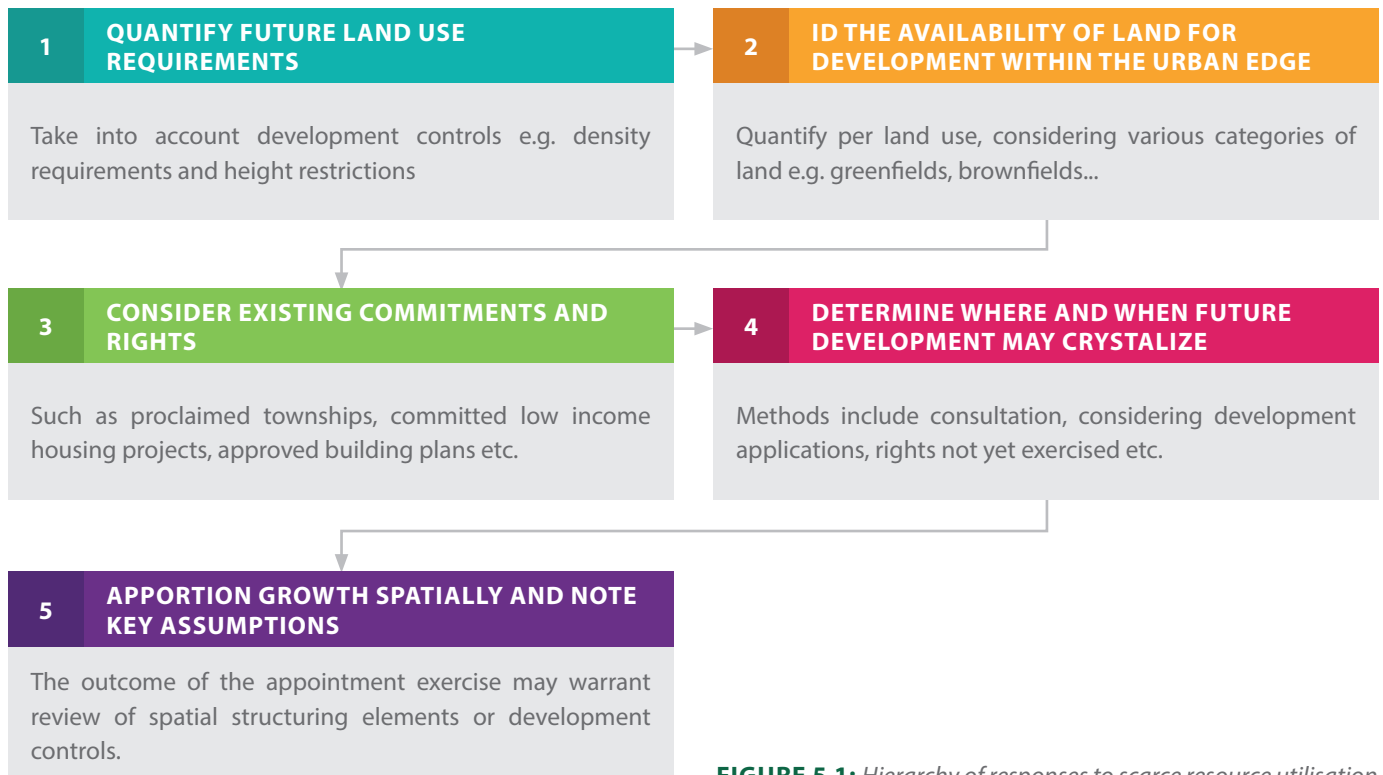 1
QUANTIFY FUTURE LAND USE
REQUIREMENTS
Take into account development controls e.g. density
requirements and height restrictions
2
ID THE AVAILABILITY OF LAND FOR
DEVELOPMENT WITHIN THE URBAN EDGE
Quantify per land use, considering various categories of
land e.g. greenfields, brownfields...
3
CONSIDER EXISTING COMMITMENTS AND
RIGHTS
Such as proclaimed townships, committed low income
housing projects, approved building plans etc.
4
DETERMINE WHERE AND WHEN FUTURE
DEVELOPMENT MAY CRYSTALIZE
Methods include consultation, considering development
applications, rights not yet exercised etc.
5
APPORTION GROWTH SPATIALLY AND NOTE
KEY ASSUMPTIONS
The outcome of the appointment exercise may warrant
review of spatial structuring elements or development
controls.
FIGURE 5.1: Hierarchy of responses to scarce resource utilisation